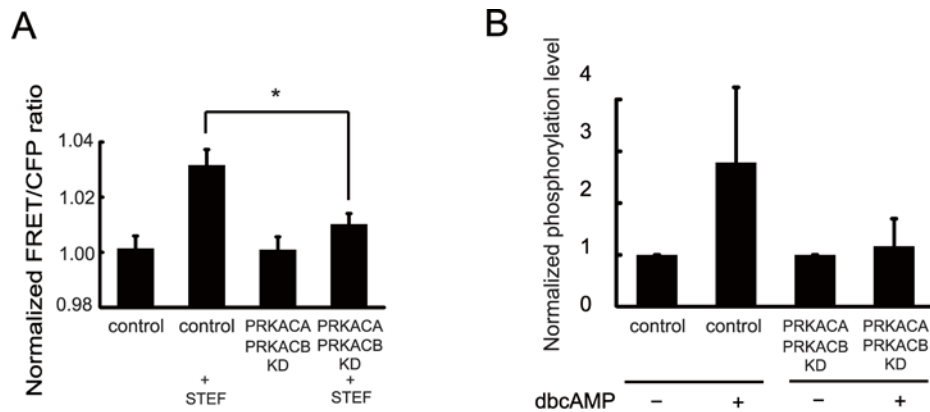 A
Normalized FRET/CFP ratio
*
1.04
1.02
1.00
0.98
control
control
+
STEF
PRKACA
PRKACB
KD
PRKACA
PRKACB
KD
+
STEF
B
Normalized phosphorylation level
4
3
2
1
0
control
control
PRKACA
PRKACB
KD
PRKACA
PRKACB
KD
dbcAMP − + − +